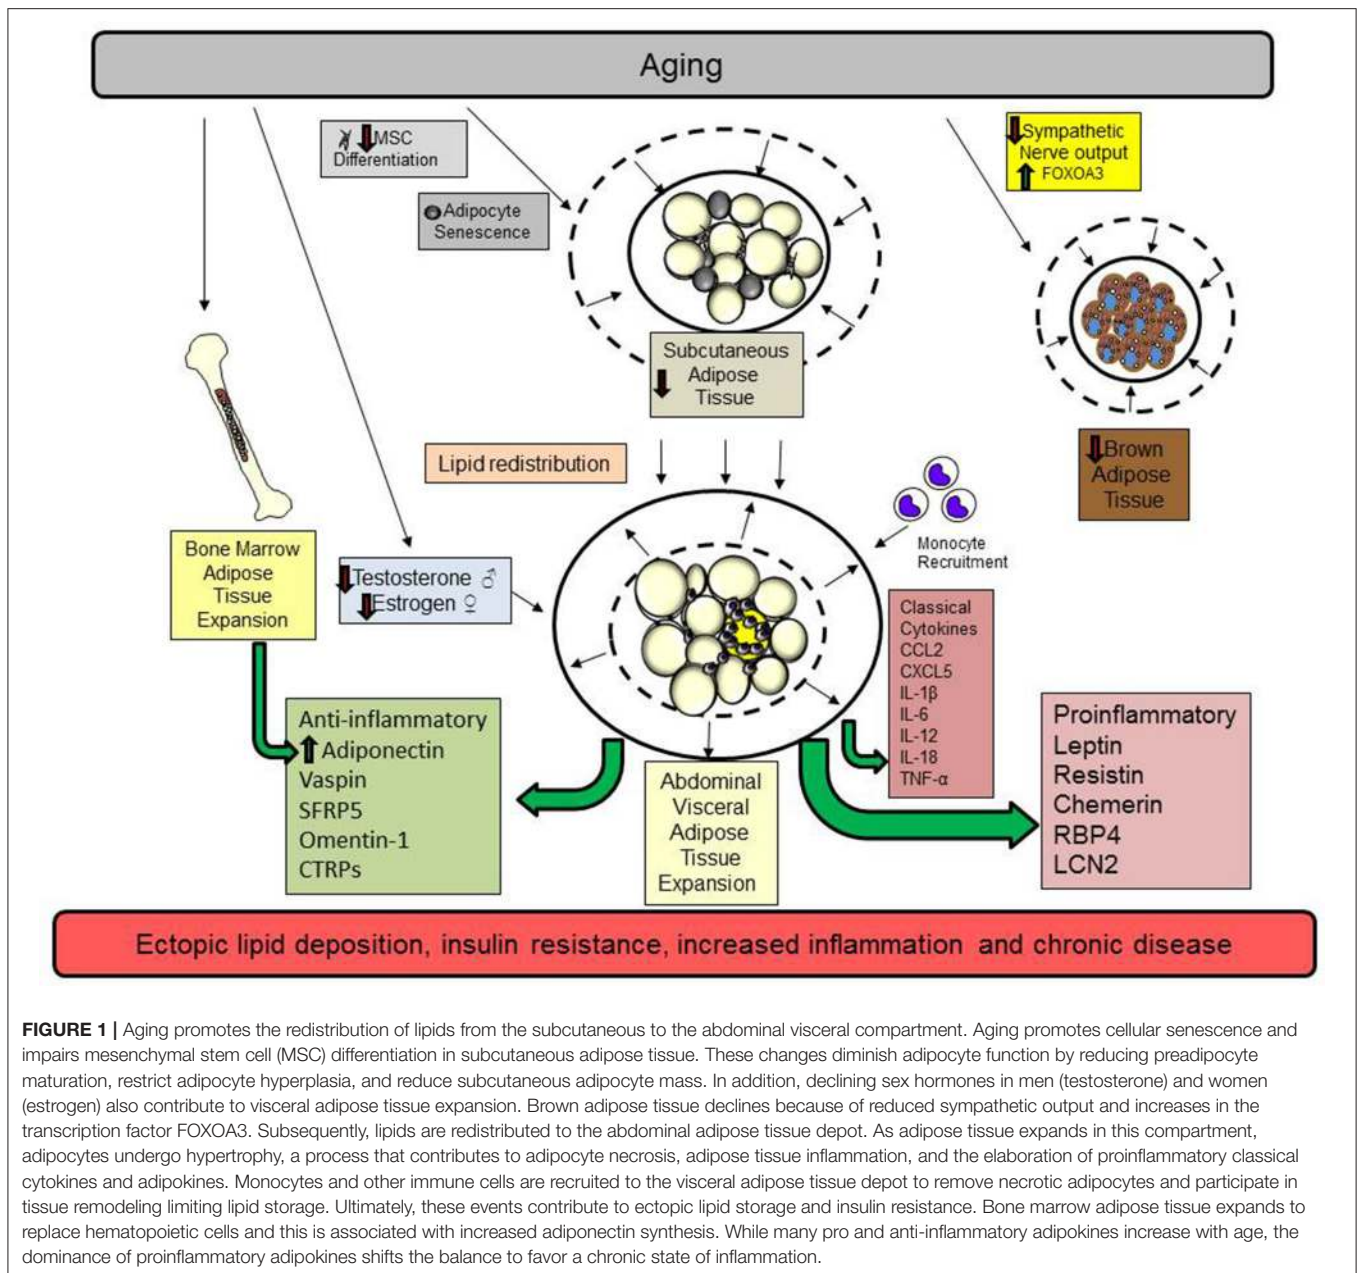 Aging
MSC
Differentiation
Adipocyte
Senescence
Sympathetic
Nerve output
FOXOA3
Subcutaneous
Adipose
Tissue
Brown
Adipose
Tissue
Lipid redistribution
Monocyte
Recruitment
Bone Marrow
Adipose
Tissue
Expansion
Testosterone ♂
Estrogen ♀
Classical
Cytokines
CCL2
CXCL5
IL-1β
IL-6
IL-12
IL-18
TNF-α
Anti-inflammatory
Adiponectin
Vaspin
SFRP5
Omentin-1
CTRPs
Abdominal
Visceral
Adipose
Tissue
Expansion
Proinflammatory
Leptin
Resistin
Chemerin
RBP4
LCN2
Ectopic lipid deposition, insulin resistance, increased inflammation and chronic disease
FIGURE 1 | Aging promotes the redistribution of lipids from the subcutaneous to the abdominal visceral compartment. Aging promotes cellular senescence and
impairs mesenchymal stem cell (MSC) differentiation in subcutaneous adipose tissue. These changes diminish adipocyte function by reducing preadipocyte
maturation, restrict adipocyte hyperplasia, and reduce subcutaneous adipocyte mass. In addition, declining sex hormones in men (testosterone) and women
(estrogen) also contribute to visceral adipose tissue expansion. Brown adipose tissue declines because of reduced sympathetic output and increases in the
transcription factor FOXOA3. Subsequently, lipids are redistributed to the abdominal adipose tissue depot. As adipose tissue expands in this compartment,
adipocytes undergo hypertrophy, a process that contributes to adipocyte necrosis, adipose tissue inflammation, and the elaboration of proinflammatory classical
cytokines and adipokines. Monocytes and other immune cells are recruited to the visceral adipose tissue depot to remove necrotic adipocytes and participate in
tissue remodeling limiting lipid storage. Ultimately, these events contribute to ectopic lipid storage and insulin resistance. Bone marrow adipose tissue expands to
replace hematopoietic cells and this is associated with increased adiponectin synthesis. While many pro and anti-inflammatory adipokines increase with age, the
dominance of proinflammatory adipokines shifts the balance to favor a chronic state of inflammation.